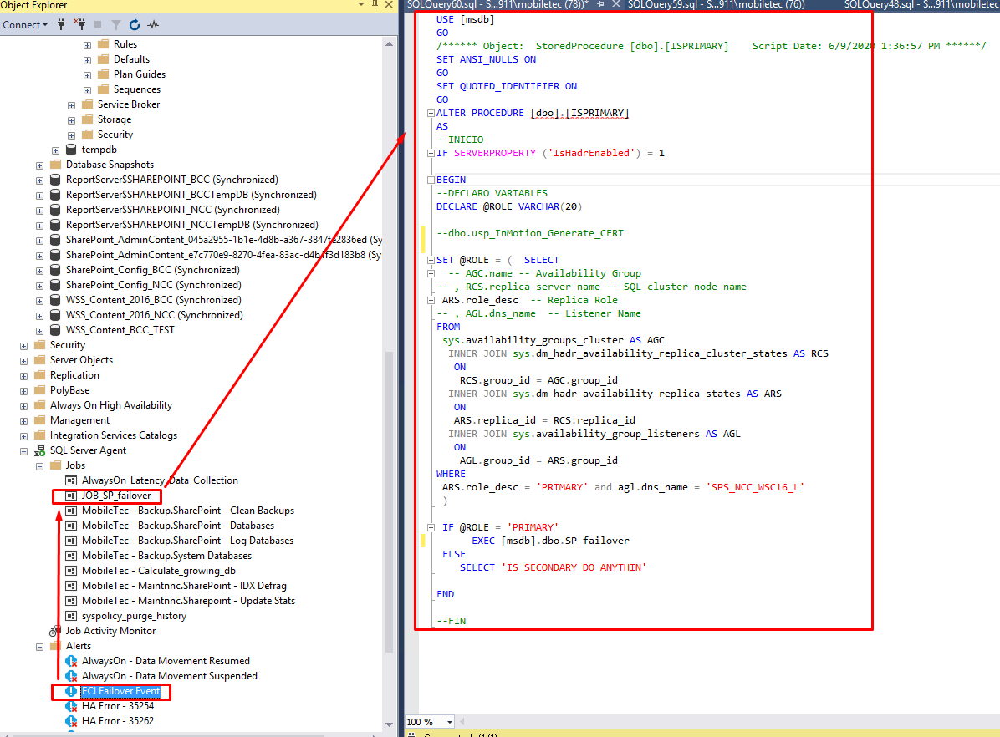 Object Explorer
Connect
Rules
Defaults
Plan Guides
Sequences
Service Broker
Storage
Security
tempdb
Database Snapshots
ReportServer$SHAREPOINT_BCC (Synchronized)
ReportServer$SHAREPOINT_BCCTempDB (Synchronized)
ReportServer$SHAREPOINT_NCC (Synchronized)
ReportServer$SHAREPOINT_NCCTempDB (Synchronized)
SharePoint_AdminContent_045a2955-1b1e-4d8b-a367-3847fe2836ed (Sy
SharePoint_AdminContent_e7c770e9-8270-4fea-83ac-d4b7f3d183b8 (Sy
SharePoint_Config_BCC (Synchronized)
SharePoint_Config_NCC (Synchronized)
WSS_Content_2016_BCC (Synchronized)
WSS_Content_2016_NCC (Synchronized)
WSS_Content_BCC_TEST
Security
Server Objects
Replication
PolyBase
Always On High Availability
Management
Integration Services Catalogs
SQL Server Agent
Jobs
AlwaysOn_Latency_Data_Collection
JOB_SP_failover
MobileTec - Backup.SharePoint - Clean Backups
MobileTec - Backup.SharePoint - Databases
MobileTec - Backup.SharePoint - Log Databases
MobileTec - Backup.System Databases
MobileTec - Calculate_growing_db
MobileTec - Maintnnc.SharePoint - IDX Defrag
MobileTec - Maintnnc.Sharepoint - Update Stats
syspolicy_purge_history
Job Activity Monitor
Alerts
AlwaysOn - Data Movement Resumed
AlwaysOn - Data Movement Suspended
FCI Failover Event
HA Error - 35254
HA Error - 35262
SQLQuery60.sql - S...911\mobiletec (78))* SQLQuery59.sql - S...911\mobiletec (76)) SQLQuery48.sql - S...911\mobiletec
USE [msdb]
GO
/****** Object:  StoredProcedure [dbo].[ISPRIMARY]    Script Date: 6/9/2020 1:36:57 PM ******/
SET ANSI_NULLS ON
GO
SET QUOTED_IDENTIFIER ON
GO
ALTER PROCEDURE [dbo].[ISPRIMARY]
AS
--INICIO
IF SERVERPROPERTY ('IsHadrEnabled') = 1
BEGIN
--DECLARO VARIABLES
DECLARE @ROLE VARCHAR(20)
--dbo.usp_InMotion_Generate_CERT
SET @ROLE = (  SELECT
-- AGC.name -- Availability Group
-- , RCS.replica_server_name -- SQL cluster node name
ARS.role_desc  -- Replica Role
-- , AGL.dns_name  -- Listener Name
FROM
sys.availability_groups_cluster AS AGC
INNER JOIN sys.dm_hadr_availability_replica_cluster_states AS RCS
ON
RCS.group_id = AGC.group_id
INNER JOIN sys.dm_hadr_availability_replica_states AS ARS
ON
ARS.replica_id = RCS.replica_id
INNER JOIN sys.availability_group_listeners AS AGL
ON
AGL.group_id = ARS.group_id
WHERE
ARS.role_desc = 'PRIMARY' and agl.dns_name = 'SPS_NCC_WSC16_L'
)
IF @ROLE = 'PRIMARY'
EXEC [msdb].dbo.SP_failover
ELSE
SELECT 'IS SECONDARY DO ANYTHIN'
END
--FIN
100 %